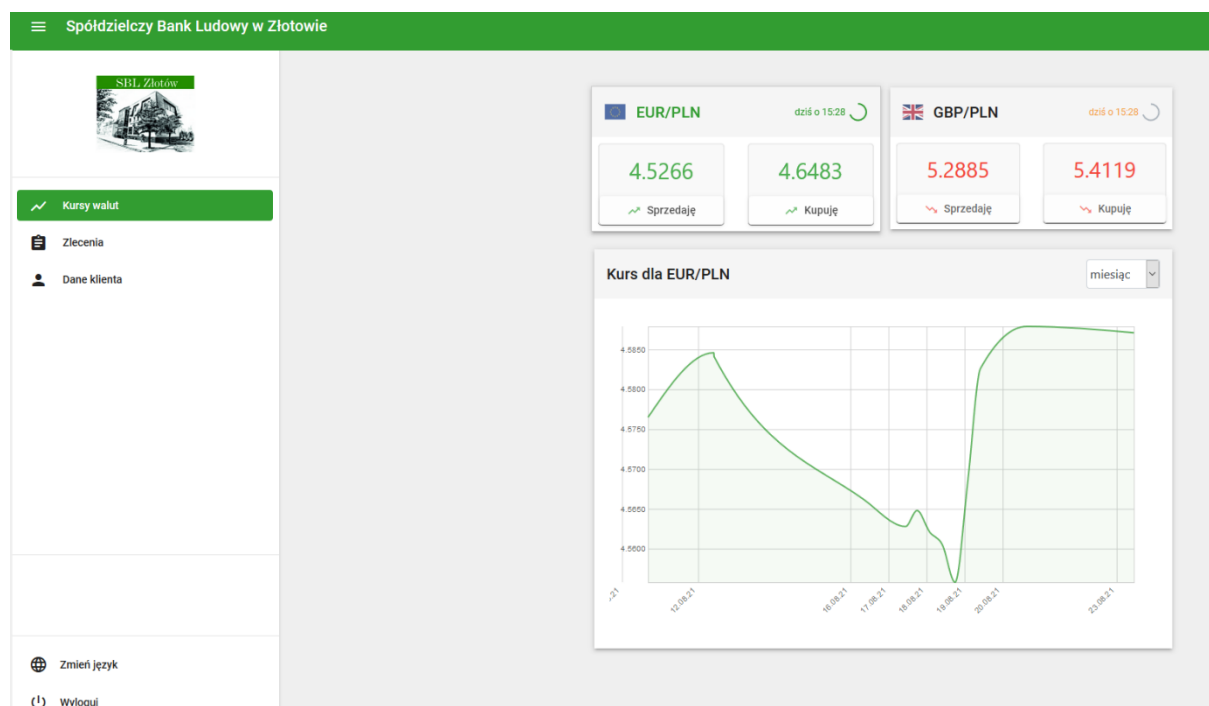 Spółdzielczy Bank Ludowy w Złotowie
SBL Złotów
Kursy walut
Zlecenia
Dane klienta
Zmień język
Wyloguj
EUR/PLN
dziś o 15:28
4.5266
Sprzedaję
4.6483
Kupuję
GBP/PLN
dziś o 15:28
5.2885
Sprzedaję
5.4119
Kupuję
Kurs dla EUR/PLN
miesiąc
4.5850
4.5800
4.5750
4.5700
4.5650
4.5600
.21
12.08.21
16.08.21
17.08.21
18.08.21
19.08.21
20.08.21
23.08.21